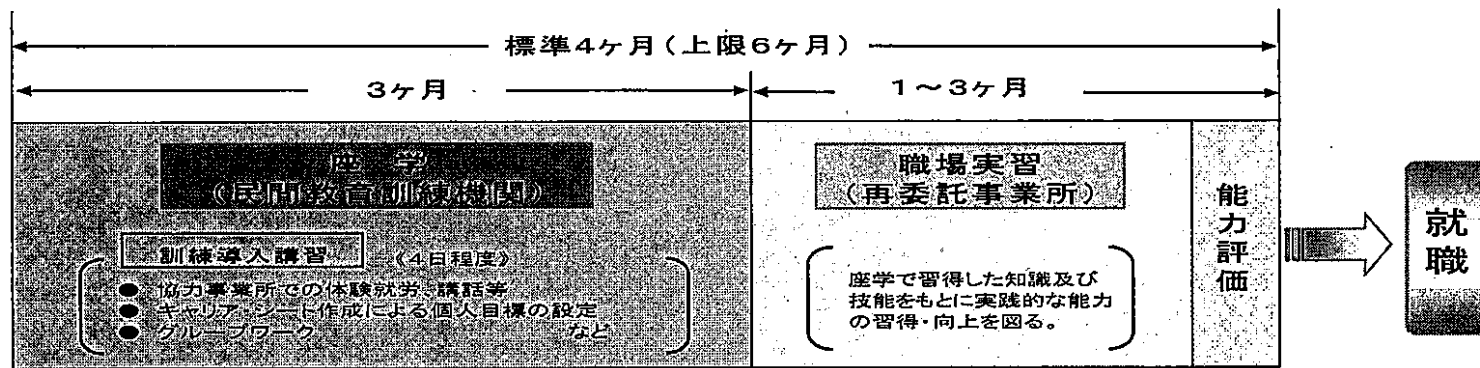 標準4ヶ月（上限6ヶ月）
3ヶ月
1～3ヶ月
座学
（民間教育訓練機関）
訓練導入講習
（4日程度）
● 協力事業所での体験就労・講話等
● キャリア・シート作成による個人目標の設定
● グループワーク など
職場実習
（再委託事業所）
座学で習得した知識及び
技能をもとに実践的な能力
の習得・向上を図る。
能力評価
就職